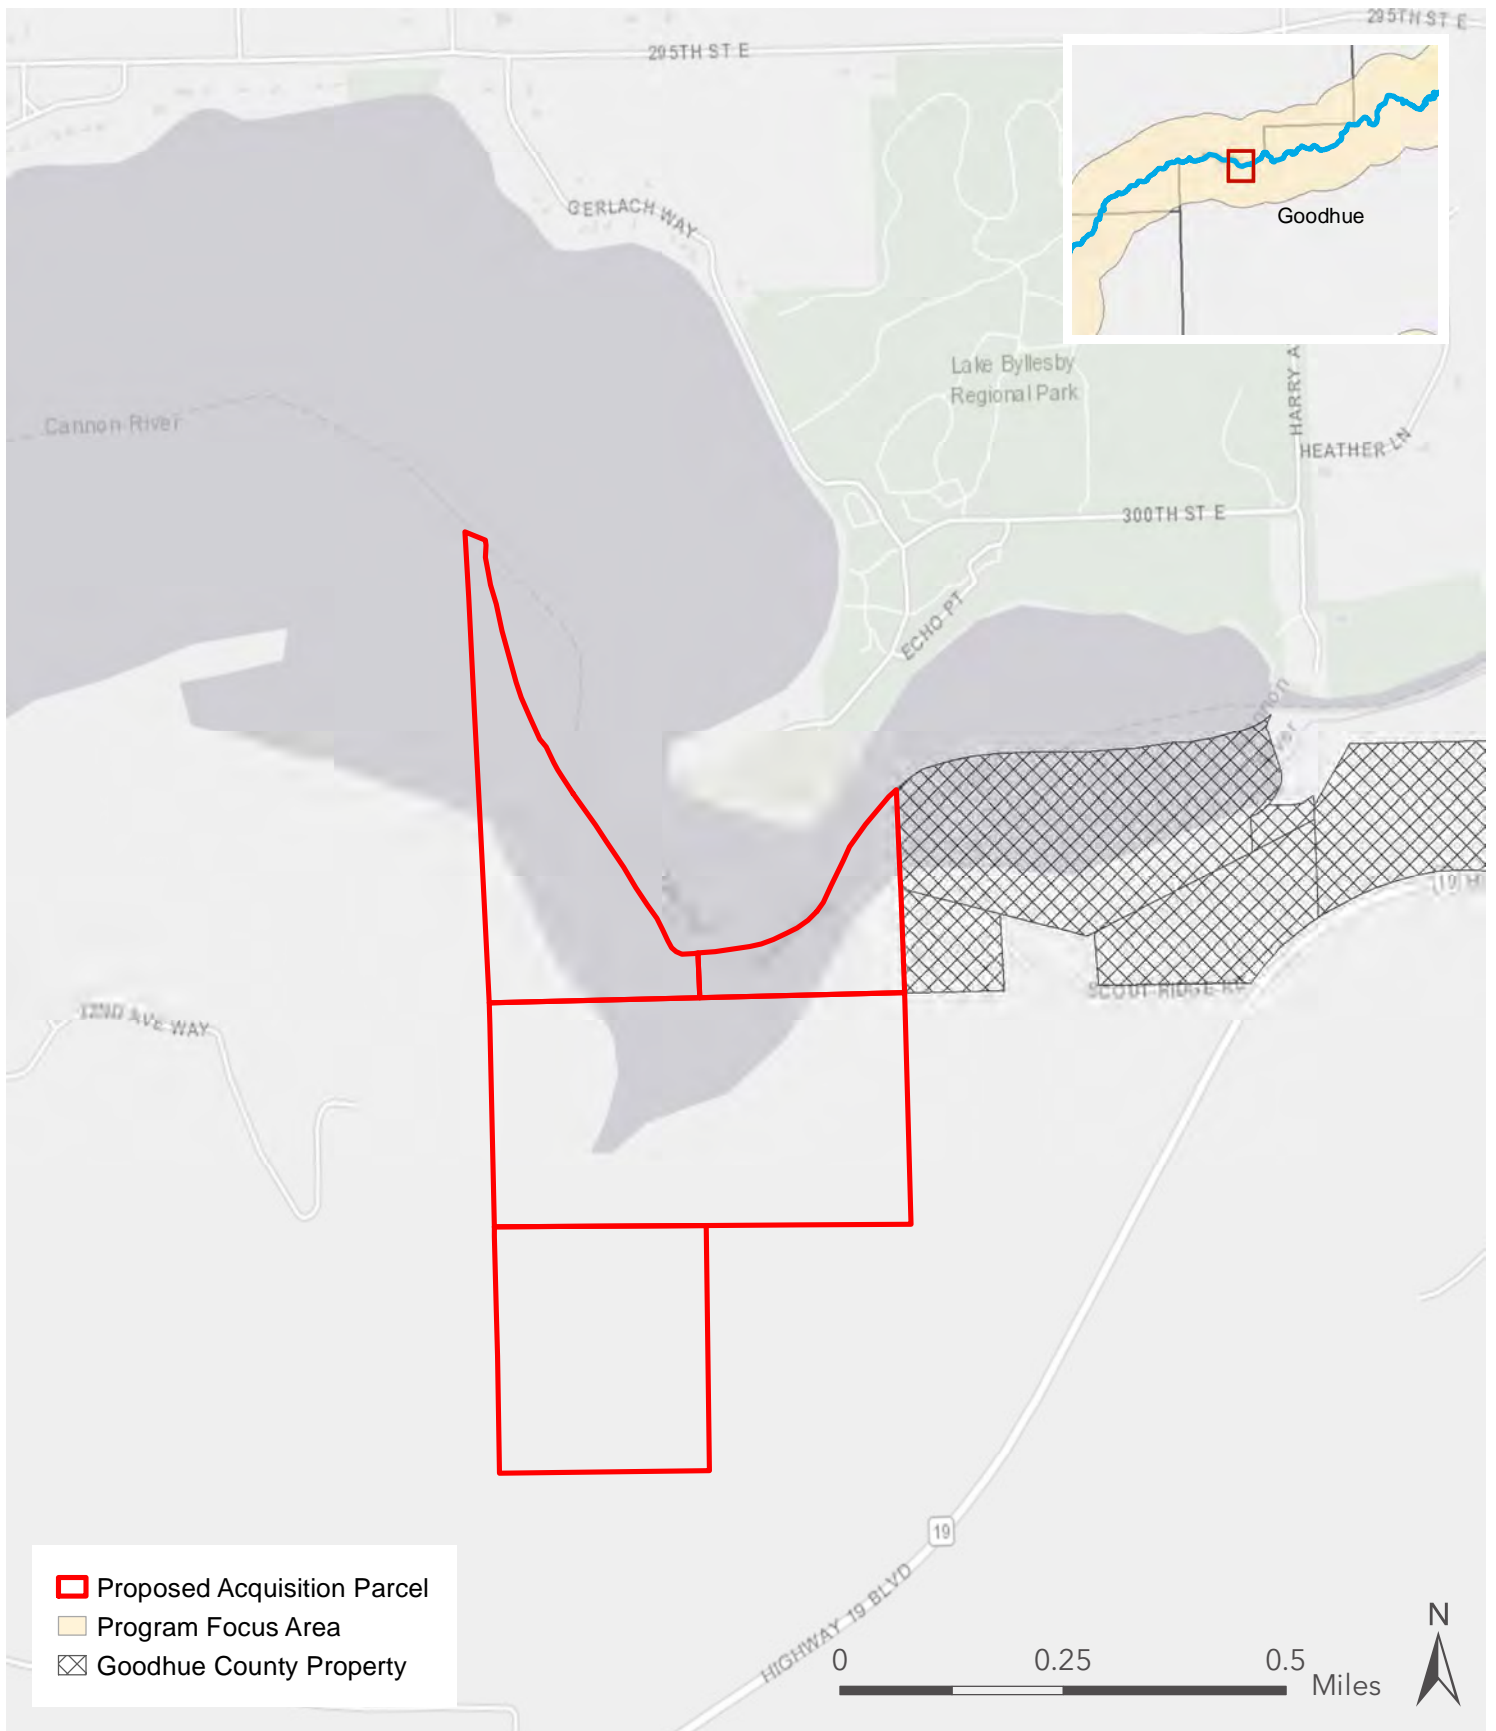 295TH ST E
295TH ST E
GERLACH WAY
Goodhue
Lake Byllesby
Regional Park
Cannon River
HARRY A
HEATHER LN
300TH ST E
ECHO PT
SCOUT RIDGE
AVE WAY
19
HIGHWAY 19 BLVD
Proposed Acquisition Parcel
Program Focus Area
Goodhue County Property
0 0.25 0.5
Miles
N